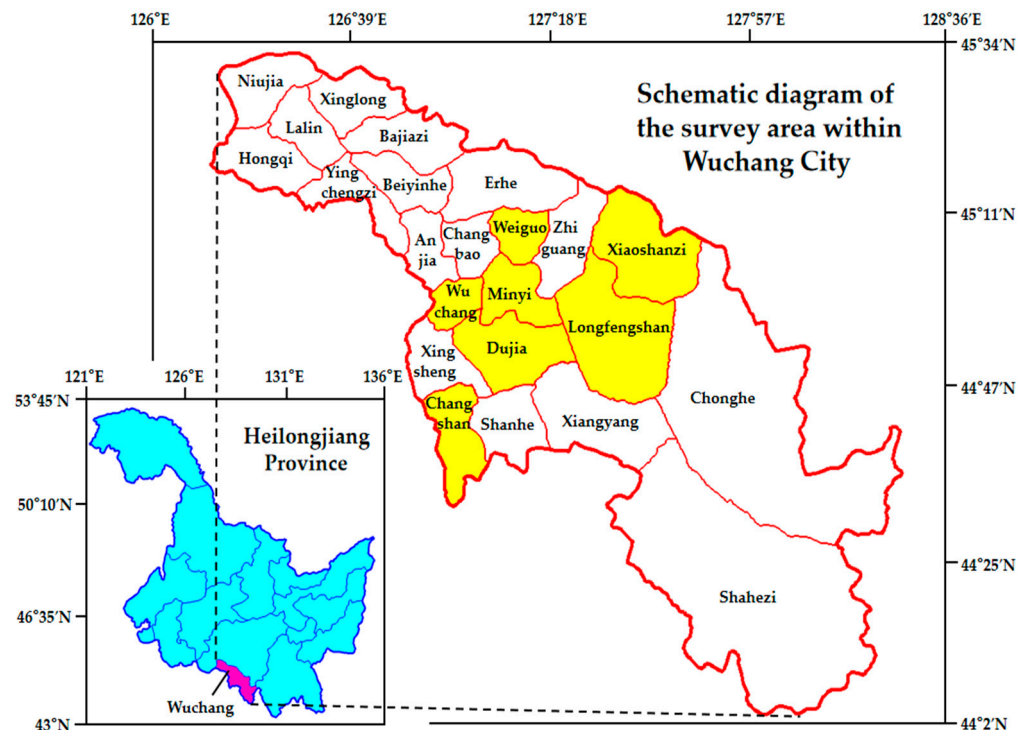 126°E
126°39'E
127°18'E
127°57'E
128°36'E
45°34'N
Schematic diagram of
the survey area within
Wuchang City
Niujia
Xinglong
Lalin
Bajiazi
Hongqi
Ying
chengzi
Beiyinhe
Erhe
45°11'N
Weiguo
Zhi
guang
Chang
bao
An
jia
Xiaoshanzi
Wu
chang
Minyi
Longfengshan
Dujia
Xing
sheng
44°47'N
Chonghe
Chang
shan
Shanhe
Xiangyang
121°E
126°E
131°E
136°E
53°45'N
Heilongjiang
Province
50°10'N
44°25'N
Shahezi
46°35'N
Wuchang
43°N
44°2'N